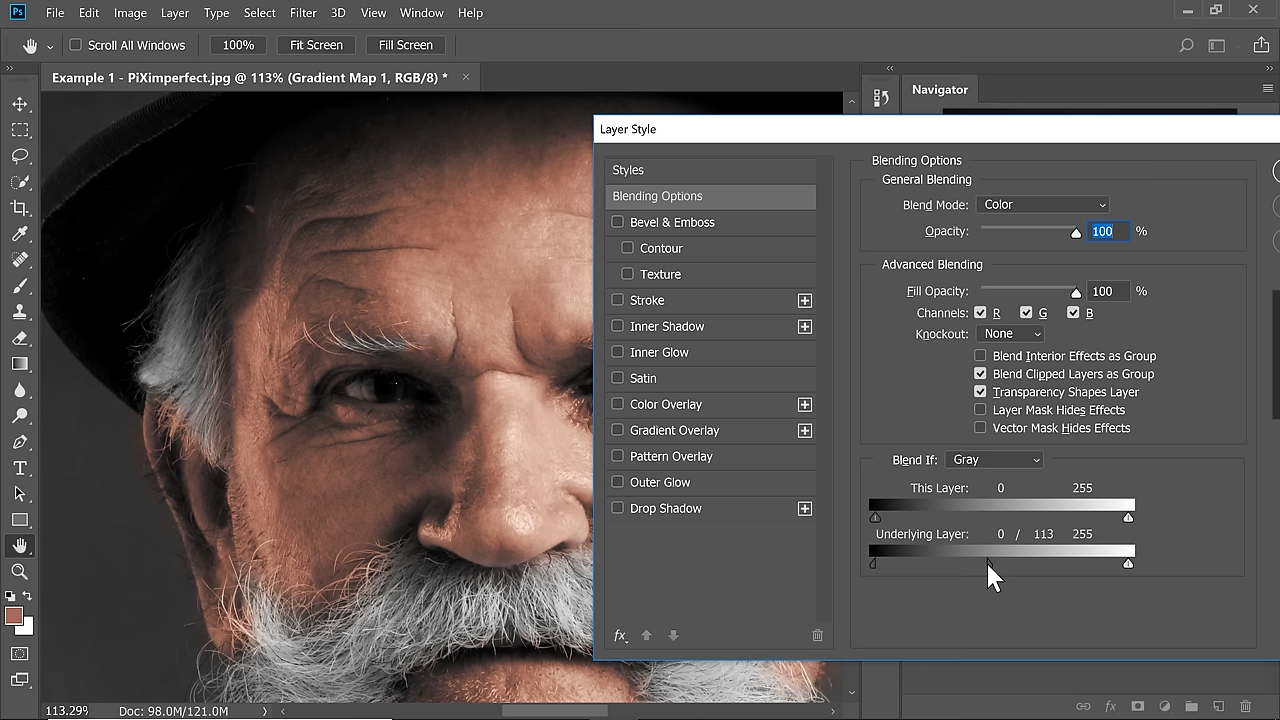 Ps File Edit Image Layer Type Select Filter 3D View Window Help
Scroll All Windows 100% Fit Screen Fill Screen
Example 1 - PiXimperfect.jpg @ 113% (Gradient Map 1, RGB/8) * ×
Navigator
Layer Style
Styles
Blending Options
Bevel & Emboss
Contour
Texture
Stroke
Inner Shadow
Inner Glow
Satin
Color Overlay
Gradient Overlay
Pattern Overlay
Outer Glow
Drop Shadow
fx
Blending Options
General Blending
Blend Mode: Color
Opacity: 100 %
Advanced Blending
Fill Opacity: 100 %
Channels: R G B
Knockout: None
Blend Interior Effects as Group
Blend Clipped Layers as Group
Transparency Shapes Layer
Layer Mask Hides Effects
Vector Mask Hides Effects
Blend If: Gray
This Layer: 0 255
Underlying Layer: 0 / 113 255
fx
113.29% Doc: 98.0M/121.0M